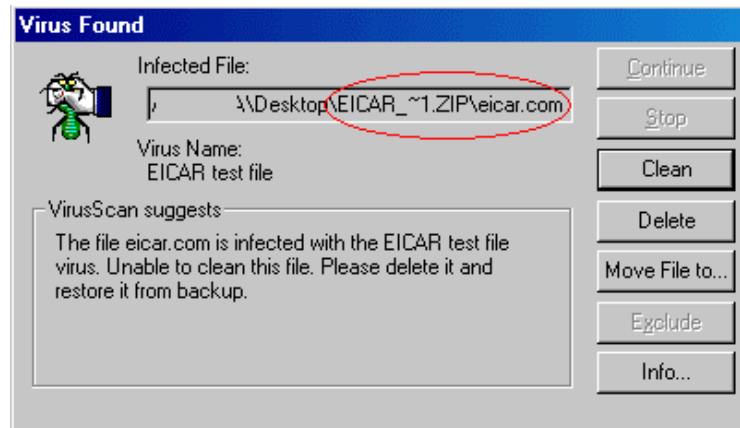 Virus Found
Infected File:
\\Desktop\EICAR_~1.ZIP\eicar.com
Virus Name:
EICAR test file
VirusScan suggests
The file eicar.com is infected with the EICAR test file
virus. Unable to clean this file. Please delete it and
restore it from backup.
Continue
Stop
Clean
Delete
Move File to...
Exclude
Info...